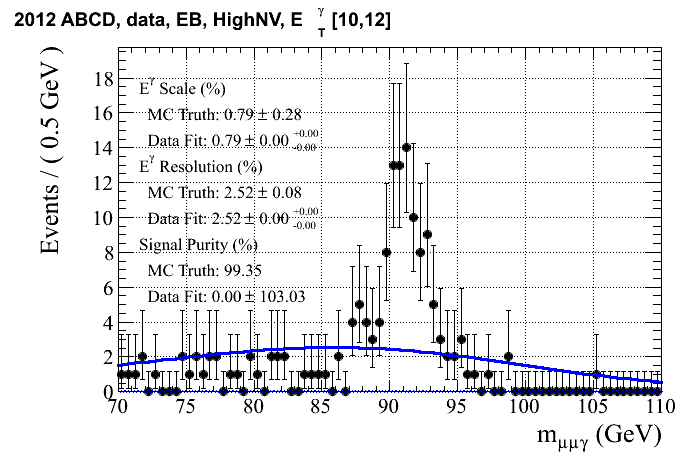 2012 ABCD, data, EB, HighNV, E^γ_T [10,12]
Events / ( 0.5 GeV )
E^γ Scale (%)
MC Truth: 0.79 ± 0.28
Data Fit: 0.79 ± 0.00 +0.00 -0.00
E^γ Resolution (%)
MC Truth: 2.52 ± 0.08
Data Fit: 2.52 ± 0.00 +0.00 -0.00
Signal Purity (%)
MC Truth: 99.35
Data Fit: 0.00 ± 103.03
18
16
14
12
10
8
6
4
2
0
70 75 80 85 90 95 100 105 110
m_μμγ (GeV)